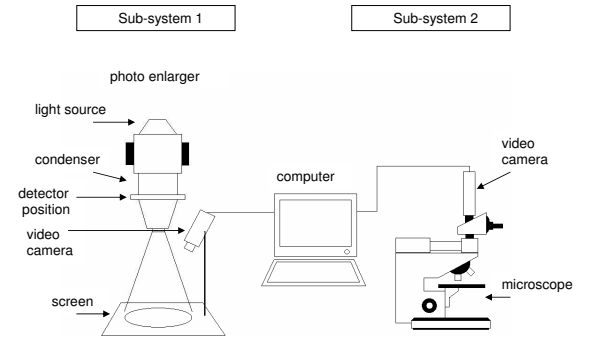 Sub-system 1
Sub-system 2
photo enlarger
light source
condenser
detector
position
video
camera
screen
computer
video
camera
microscope